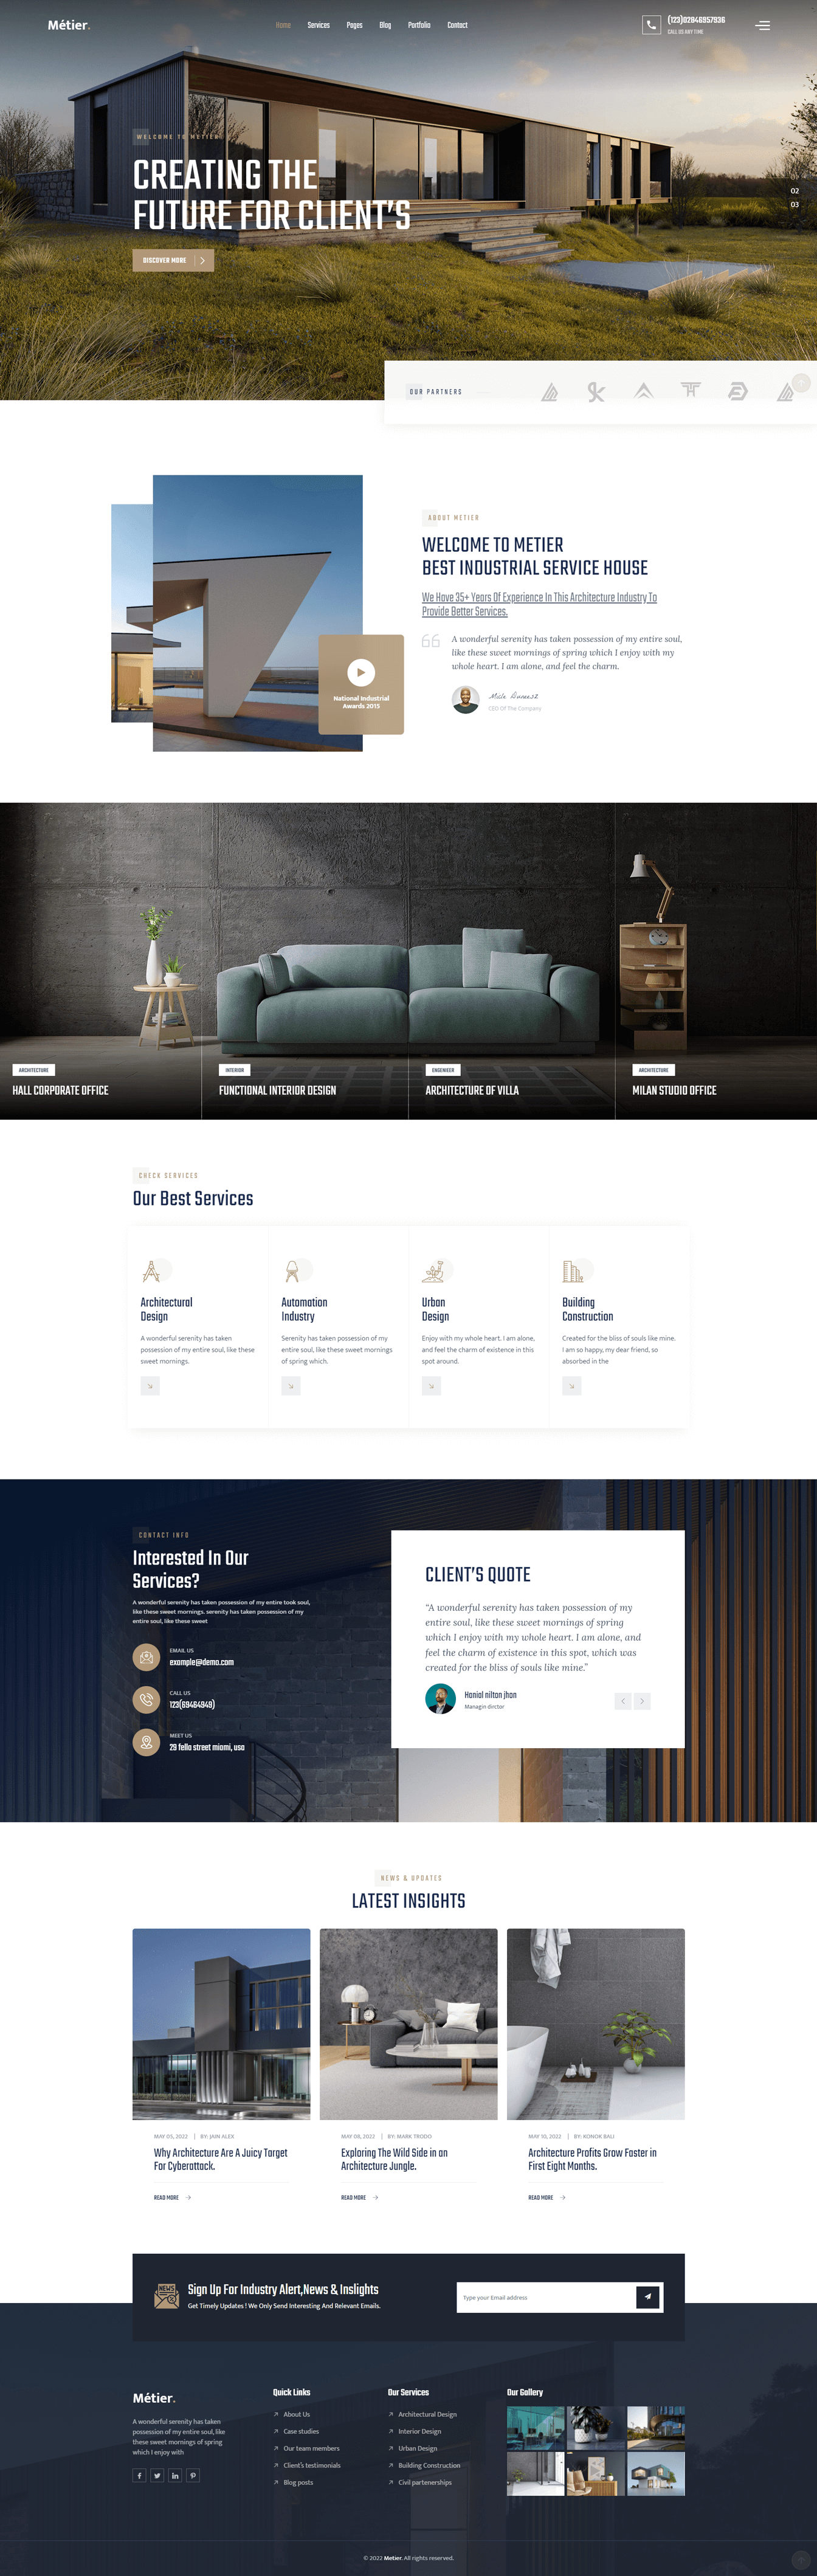 Métier.
Home
Services
Pages
Blog
Portfolio
Contact
(123)02846957936
CALL US ANY TIME
WELCOME TO METIER
CREATING THE
FUTURE FOR CLIENT’S
DISCOVER MORE
02
03
OUR PARTNERS
ABOUT METIER
WELCOME TO METIER
BEST INDUSTRIAL SERVICE HOUSE
We Have 35+ Years Of Experience In This Architecture Industry To
Provide Better Services.
A wonderful serenity has taken possession of my entire soul,
like these sweet mornings of spring which I enjoy with my
whole heart. I am alone, and feel the charm.
CEO Of The Company
National Industrial
Awards 2015
ARCHITECTURE
HALL CORPORATE OFFICE
INTERIOR
FUNCTIONAL INTERIOR DESIGN
ENGENIEER
ARCHITECTURE OF VILLA
ARCHITECTURE
MILAN STUDIO OFFICE
CHECK SERVICES
Our Best Services
Architectural
Design
A wonderful serenity has taken
possession of my entire soul, like these
sweet mornings.
Automation
Industry
Serenity has taken possession of my
entire soul, like these sweet mornings
of spring which.
Urban
Design
Enjoy with my whole heart. I am alone,
and feel the charm of existence in this
spot around.
Building
Construction
Created for the bliss of souls like mine.
I am so happy, my dear friend, so
absorbed in the
CONTACT INFO
Interested In Our
Services?
A wonderful serenity has taken possession of my entire took soul,
like these sweet mornings. serenity has taken possession of my
entire soul, like these sweet
EMAIL US
example@demo.com
CALL US
123(69464949)
MEET US
29 fella street miami, usa
CLIENT’S QUOTE
“A wonderful serenity has taken possession of my
entire soul, like these sweet mornings of spring
which I enjoy with my whole heart. I am alone, and
feel the charm of existence in this spot, which was
created for the bliss of souls like mine.”
Hanial nilton jhon
Managin dirctor
NEWS & UPDATES
LATEST INSIGHTS
MAY 05, 2022 | BY: JAIN ALEX
Why Architecture Are A Juicy Target
For Cyberattack.
READ MORE
MAY 08, 2022 | BY: MARK TRODO
Exploring The Wild Side in an
Architecture Jungle.
READ MORE
MAY 10, 2022 | BY: KONOR BALI
Architecture Profits Grow Faster in
First Eight Months.
READ MORE
NEWS
Sign Up For Industry Alert,News & Inslights
Get Timely Updates ! We Only Send Interesting And Relevant Emails.
Type your Email address
Métier.
A wonderful serenity has taken
possession of my entire soul, like
these sweet mornings of spring
which I enjoy with
Quick Links
About Us
Case studies
Our team members
Client’s testimonials
Blog posts
Our Services
Architectural Design
Interior Design
Urban Design
Building Construction
Civil partenerships
Our Gallery
© 2022 Metier. All rights reserved.